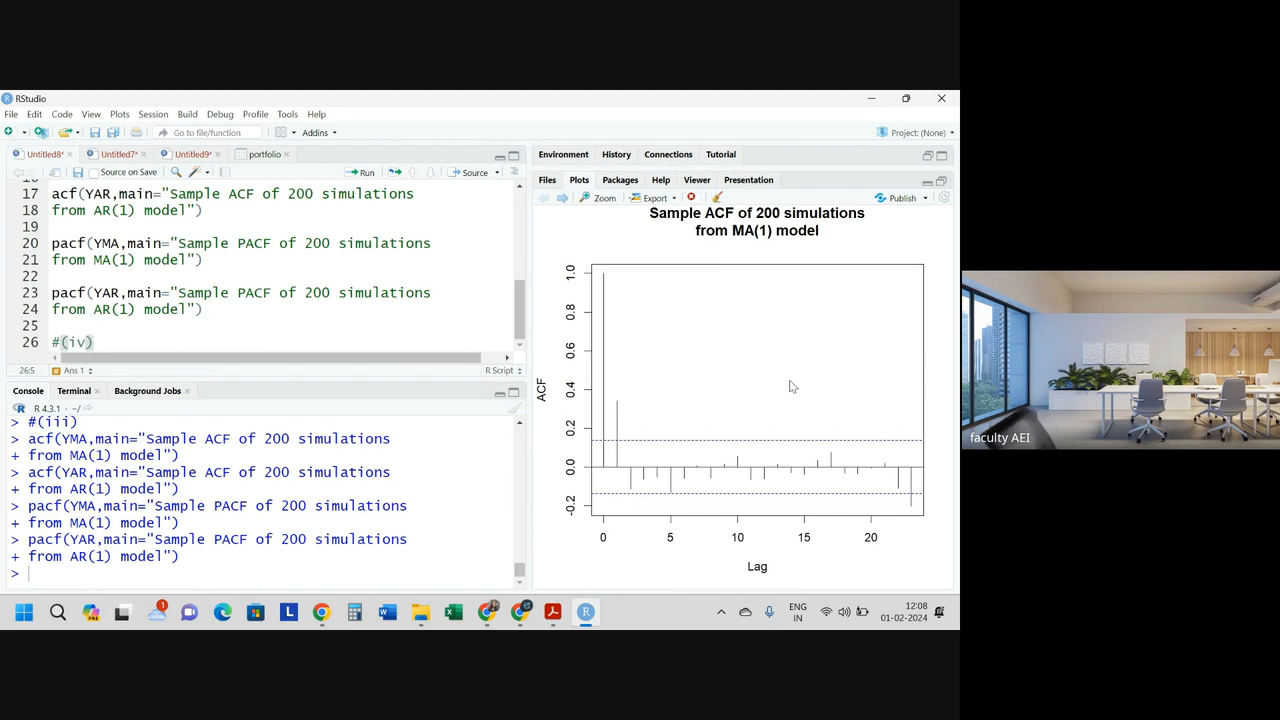 RStudio
File Edit Code View Plots Session Build Debug Profile Tools Help
Go to file/function Addins Project: (None)
Untitled8* Untitled7* Untitled9* portfolio
Source on Save Run Source
17 acf(YAR,main="Sample ACF of 200 simulations
18 from AR(1) model")
19
20 pacf(YMA,main="Sample PACF of 200 simulations
21 from MA(1) model")
22
23 pacf(YAR,main="Sample PACF of 200 simulations
24 from AR(1) model")
25
26 #(iv)
26:5 Ans 1 R Script
Console Terminal Background Jobs
R 4.3.1 · ~/
> #(iii)
> acf(YMA,main="Sample ACF of 200 simulations
+ from MA(1) model")
> acf(YAR,main="Sample ACF of 200 simulations
+ from AR(1) model")
> pacf(YMA,main="Sample PACF of 200 simulations
+ from MA(1) model")
> pacf(YAR,main="Sample PACF of 200 simulations
+ from AR(1) model")
>
Environment History Connections Tutorial
Files Plots Packages Help Viewer Presentation
Zoom Export Publish
Sample ACF of 200 simulations
from MA(1) model
1.0
0.8
0.6
0.4
0.2
0.0
-0.2
ACF
0 5 10 15 20
Lag
faculty AEI
1
ENG
IN
12:08
01-02-2024